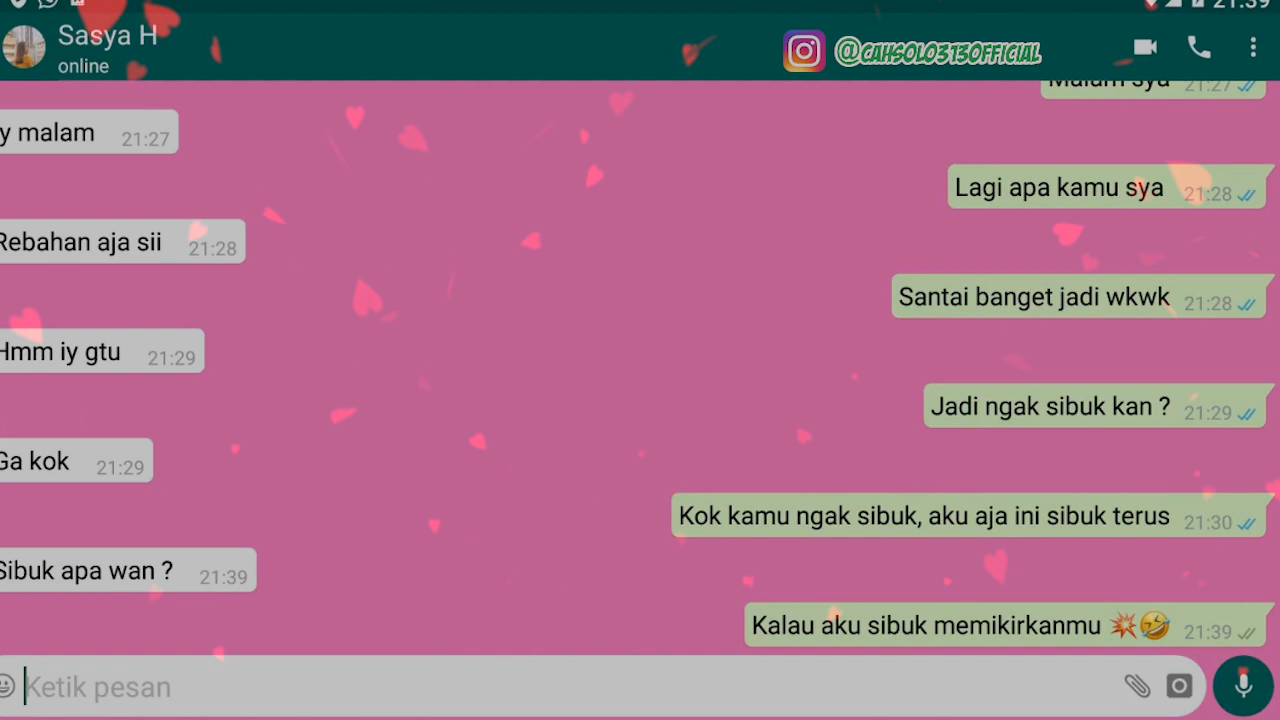 21:39
Sasya H
online
@CAHSOLO313OFFICIAL
Malam sya 21:27
y malam 21:27
Lagi apa kamu sya 21:28
Rebahan aja sii 21:28
Santai banget jadi wkwk 21:28
Hmm iy gtu 21:29
Jadi ngak sibuk kan ? 21:29
Ga kok 21:29
Kok kamu ngak sibuk, aku aja ini sibuk terus 21:30
Sibuk apa wan ? 21:39
Kalau aku sibuk memikirkanmu 💥🤣 21:39
Ketik pesan